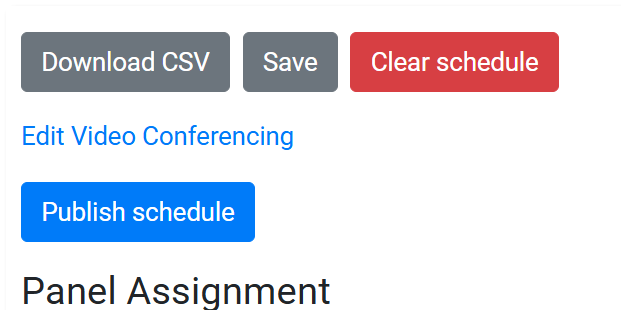 Download CSV Save Clear schedule
Edit Video Conferencing
Publish schedule
Panel Assignment